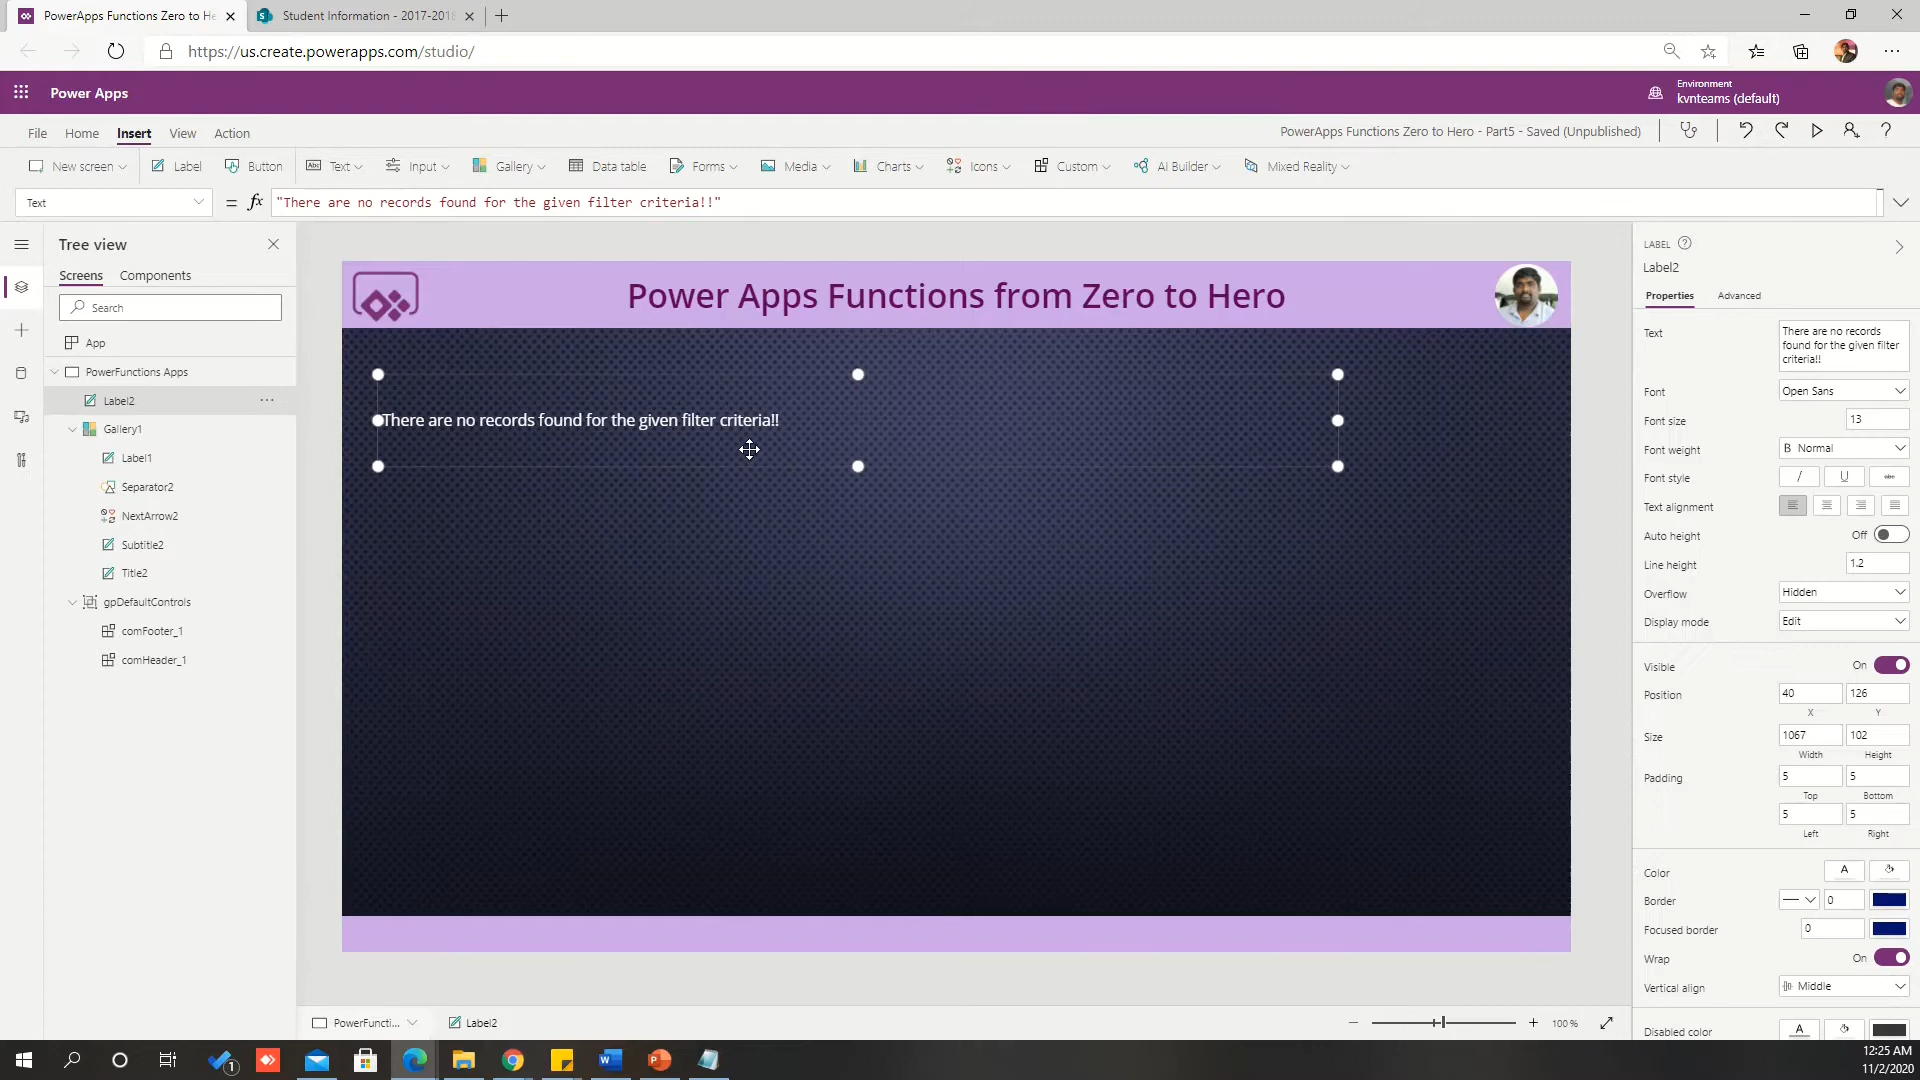 PowerApps Functions Zero to He
Student Information - 2017-2018
https://us.create.powerapps.com/studio/
Power Apps
Environment
kvnteams (default)
File Home Insert View Action
PowerApps Functions Zero to Hero - Part5 - Saved (Unpublished)
New screen Label Button Text Input Gallery Data table Forms Media Charts Icons Custom AI Builder Mixed Reality
Text = fx "There are no records found for the given filter criteria!!"
Tree view
Screens Components
Search
App
PowerFunctions Apps
Label2 ...
Gallery1
Label1
Separator2
NextArrow2
Subtitle2
Title2
gpDefaultControls
comFooter_1
comHeader_1
Power Apps Functions from Zero to Hero
There are no records found for the given filter criteria!!
LABEL
Label2
Properties Advanced
Text There are no records
found for the given filter
criteria!!
Font Open Sans
Font size 13
Font weight B Normal
Font style / U abc
Text alignment
Auto height Off
Line height 1.2
Overflow Hidden
Display mode Edit
Visible On
Position 40 126
X Y
Size 1067 102
Width Height
Padding 5 5
Top Bottom
5 5
Left Right
Color A
Border 0
Focused border 0
Wrap On
Vertical align Middle
Disabled color A
PowerFuncti... Label2
100 %
1
12:25 AM
11/2/2020